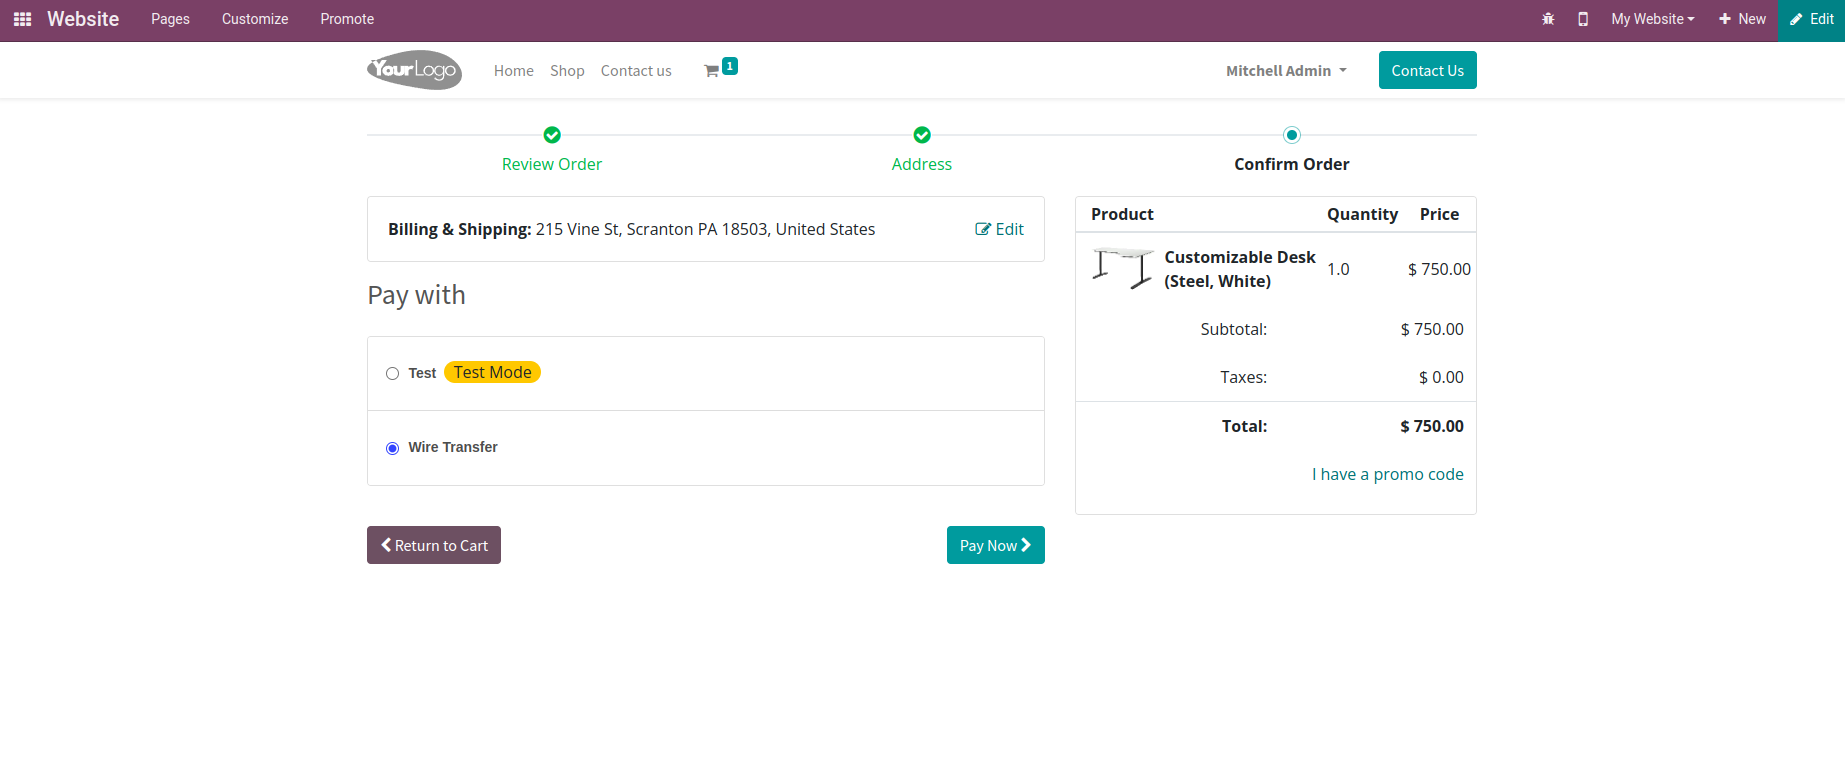 Website Pages Customize Promote My Website New Edit
YourLogo Home Shop Contact us 1 Mitchell Admin Contact Us
Review Order Address Confirm Order
Billing & Shipping: 215 Vine St, Scranton PA 18503, United States Edit
Pay with
Test Test Mode
Wire Transfer
Return to Cart Pay Now
Product Quantity Price
Customizable Desk
(Steel, White) 1.0 $ 750.00
Subtotal: $ 750.00
Taxes: $ 0.00
Total: $ 750.00
I have a promo code